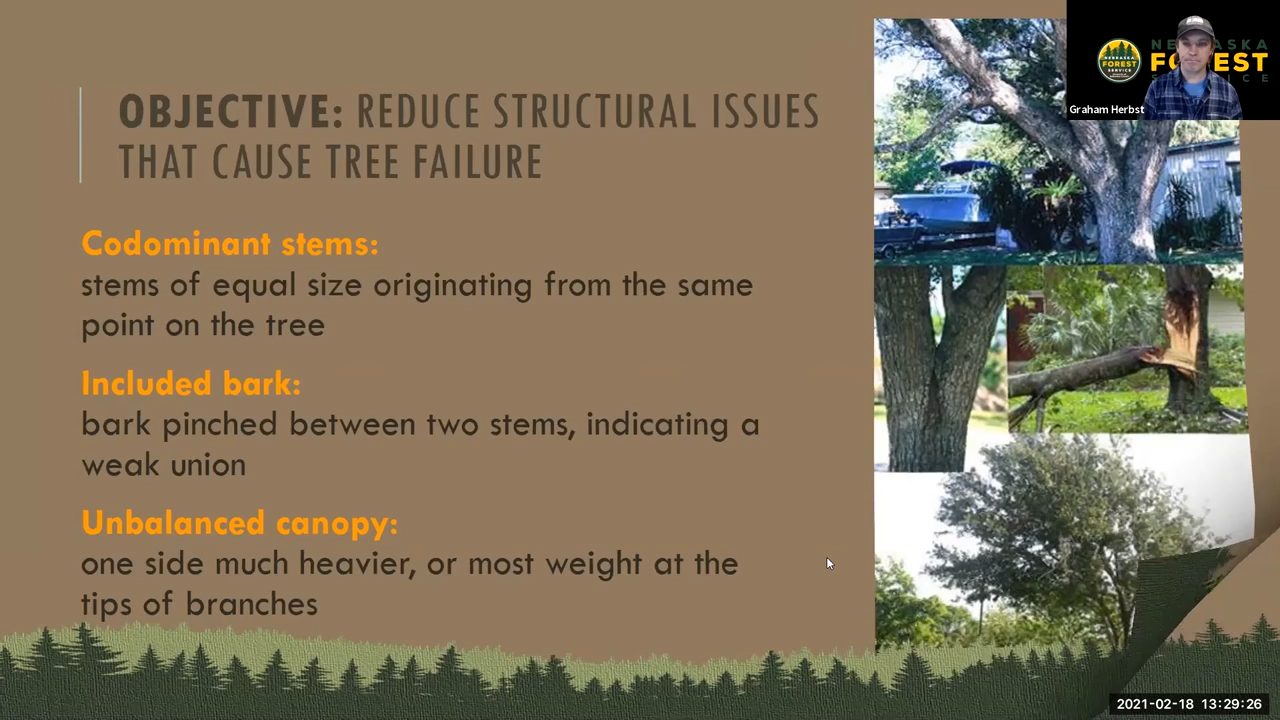 OBJECTIVE: REDUCE STRUCTURAL ISSUES
THAT CAUSE TREE FAILURE
Codominant stems:
stems of equal size originating from the same
point on the tree
Included bark:
bark pinched between two stems, indicating a
weak union
Unbalanced canopy:
one side much heavier, or most weight at the
tips of branches
FOREST
Graham Herbst
2021-02-18 13:29:26